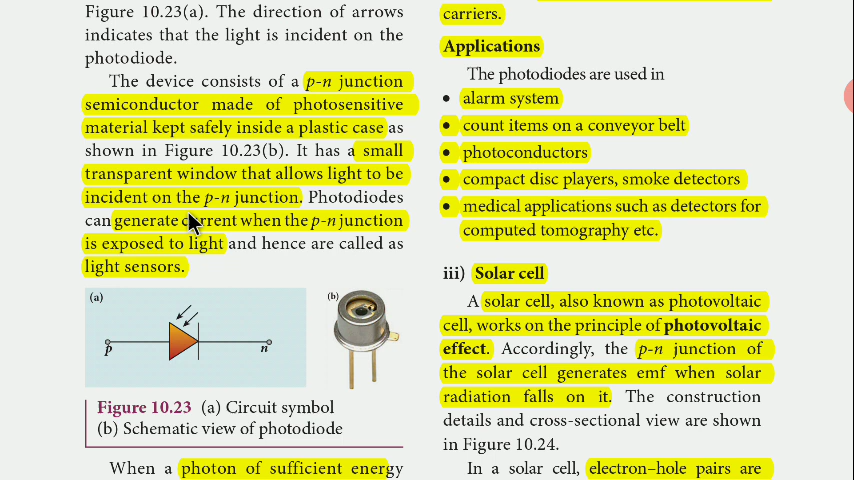 Figure 10.23(a). The direction of arrows
indicates that the light is incident on the
photodiode.
The device consists of a p-n junction
semiconductor made of photosensitive
material kept safely inside a plastic case as
shown in Figure 10.23(b). It has a small
transparent window that allows light to be
incident on the p-n junction. Photodiodes
can generate current when the p-n junction
is exposed to light and hence are called as
light sensors.
(a)
(b)
p
n
Figure 10.23 (a) Circuit symbol
(b) Schematic view of photodiode
When a photon of sufficient energy
carriers.
Applications
The photodiodes are used in
• alarm system
• count items on a conveyor belt
• photoconductors
• compact disc players, smoke detectors
• medical applications such as detectors for
computed tomography etc.
iii) Solar cell
A solar cell, also known as photovoltaic
cell, works on the principle of photovoltaic
effect. Accordingly, the p-n junction of
the solar cell generates emf when solar
radiation falls on it. The construction
details and cross-sectional view are shown
in Figure 10.24.
In a solar cell, electron–hole pairs are